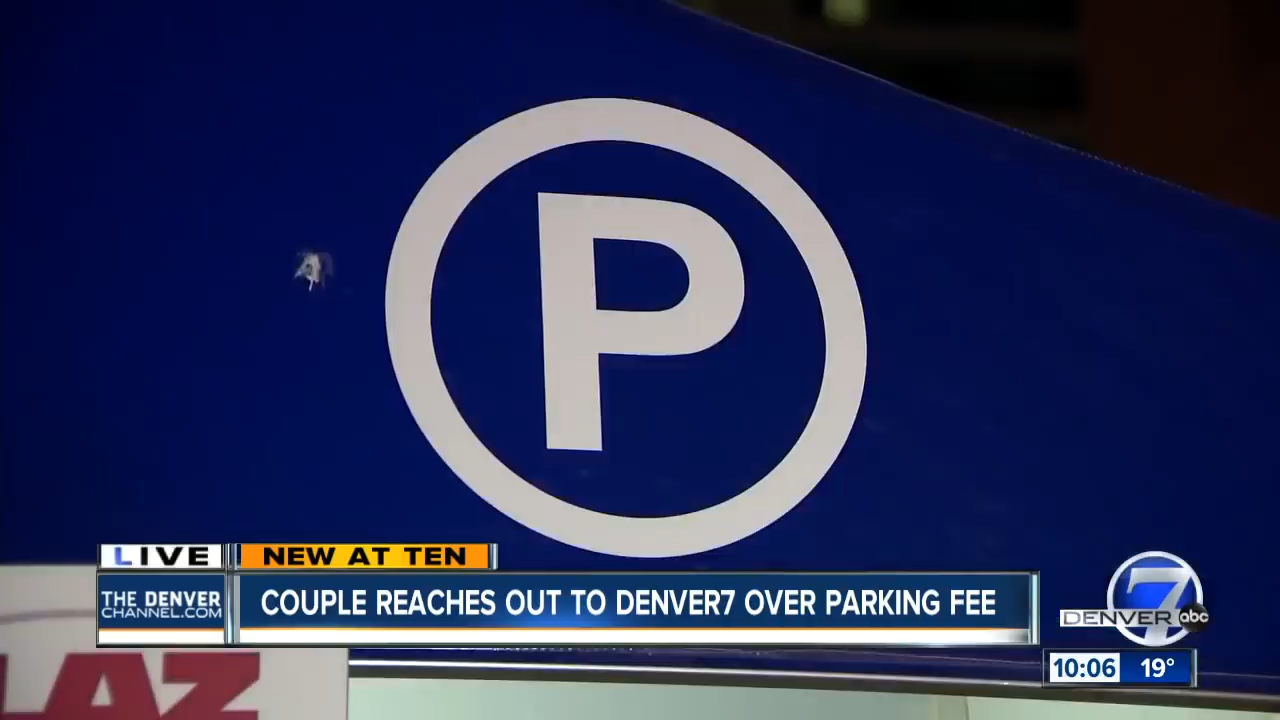 P
LIVE
NEW AT TEN
THE DENVER
CHANNEL.COM
COUPLE REACHES OUT TO DENVER7 OVER PARKING FEE
7
DENVER
abc
10:06
19°
LAZ